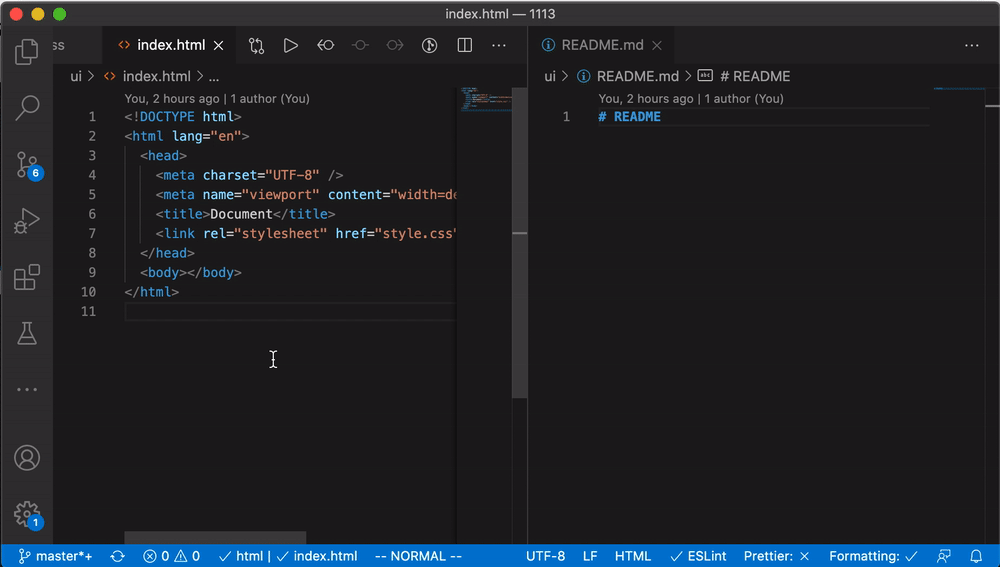 index.html — 1113
ss
index.html
README.md
ui > index.html > ...
ui > README.md > # README
You, 2 hours ago | 1 author (You)
1 <!DOCTYPE html>
2 <html lang="en">
3 <head>
4 <meta charset="UTF-8" />
5 <meta name="viewport" content="width=de
6 <title>Document</title>
7 <link rel="stylesheet" href="style.css"
8 </head>
9 <body></body>
10 </html>
11
You, 2 hours ago | 1 author (You)
1 # README
6
1
master*+ 0 0 html | index.html -- NORMAL -- UTF-8 LF HTML ESLint Prettier: × Formatting: ✓